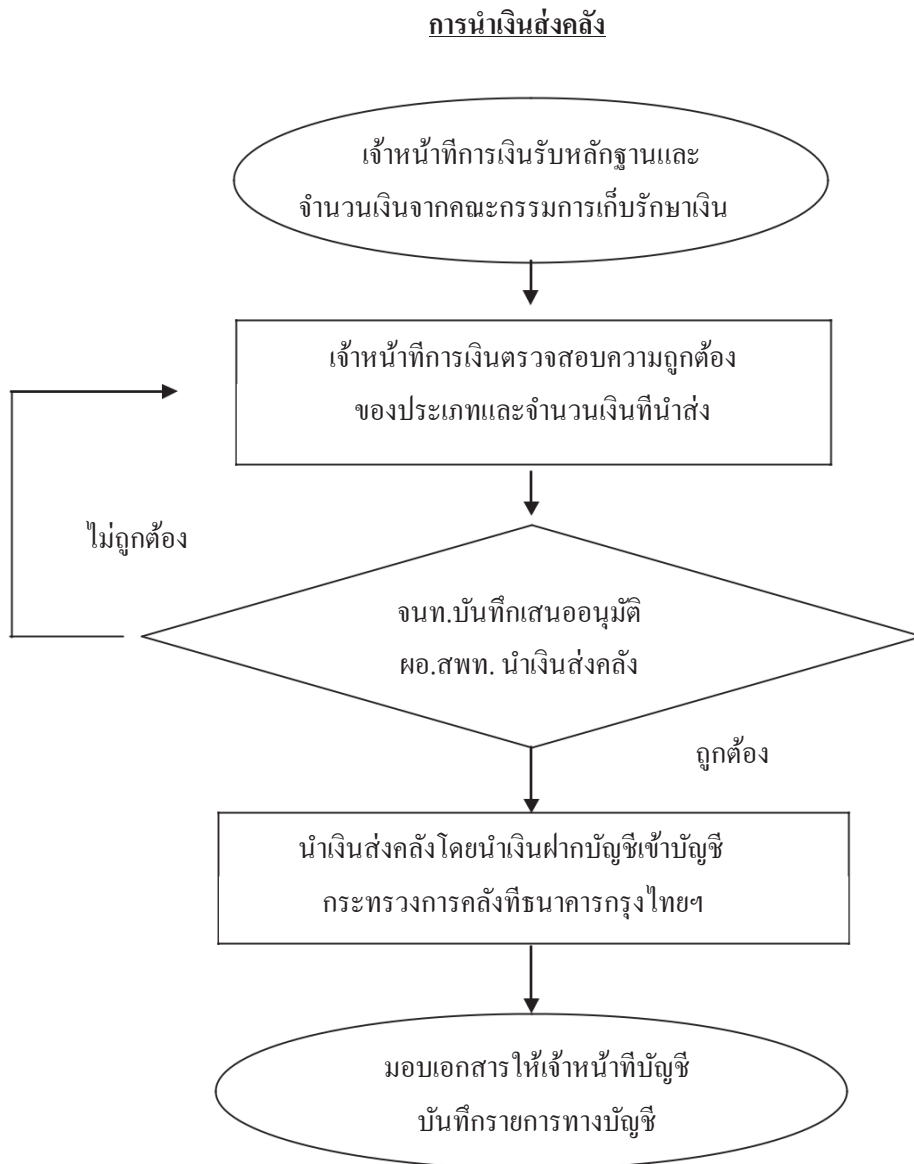 การนำเงินส่งคลัง
เจ้าหน้าทีการเงินรับหลักฐานและ
จำนวนเงินจากคณะกรรมการเก็บรักษาเงิน
เจ้าหน้าทีการเงินตรวจสอบความถูกต้อง
ของประเภทและจำนวนเงินทีนำส่ง
ไม่ถูกต้อง
จนท.บันทึกเสนออนุมัติ
ผอ.สพท. นำเงินส่งคลัง
ถูกต้อง
นำเงินส่งคลังโดยนำเงินฝากบัญชีเข้าบัญชี
กระทรวงการคลังทีธนาคารกรุงไทยฯ
มอบเอกสารให้เจ้าหน้าทีบัญชี
บันทึกรายการทางบัญชี